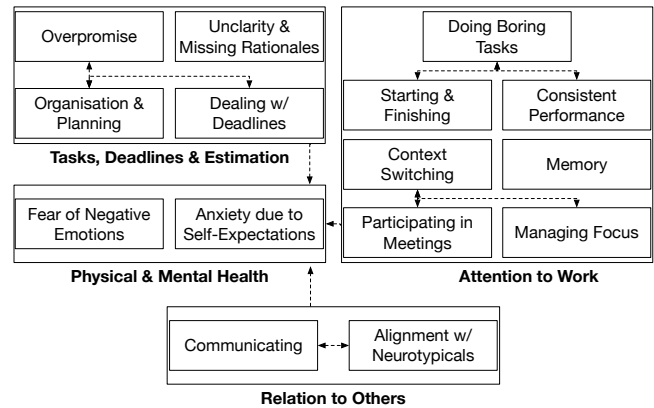 Overpromise
Unclarity &
Missing Rationales
Organisation &
Planning
Dealing w/
Deadlines
Tasks, Deadlines & Estimation
Doing Boring
Tasks
Starting &
Finishing
Consistent
Performance
Context
Switching
Memory
Participating in
Meetings
Managing Focus
Attention to Work
Fear of Negative
Emotions
Anxiety due to
Self-Expectations
Physical & Mental Health
Communicating
Alignment w/
Neurotypicals
Relation to Others